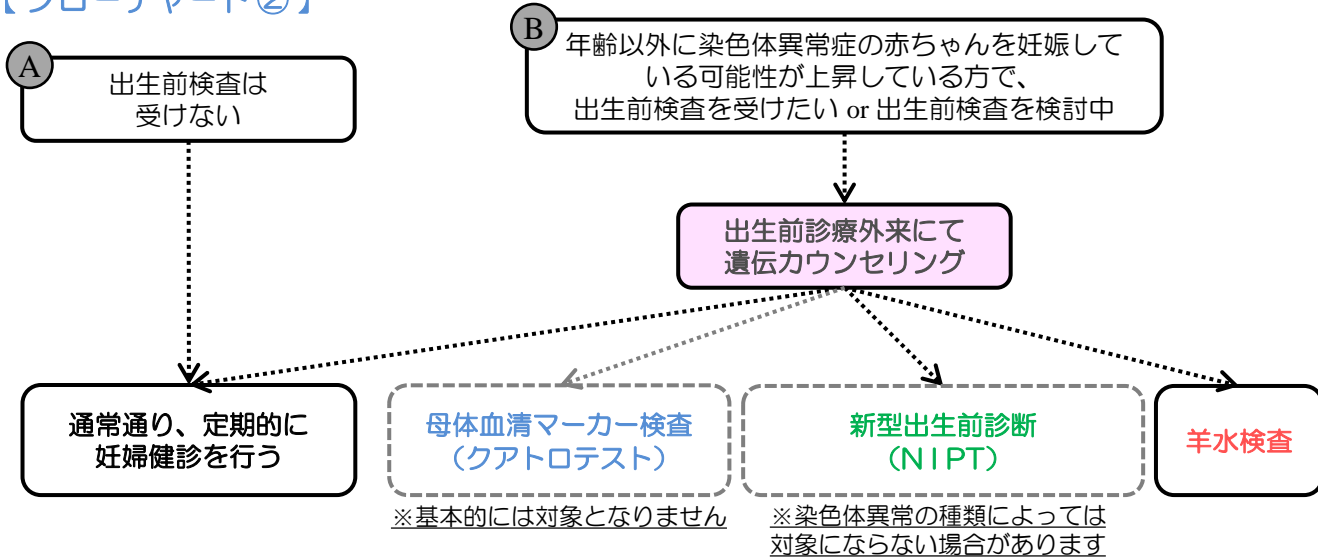 【フローチャート②】
A
出生前検査は
受けない
B
年齢以外に染色体異常症の赤ちゃんを妊娠して
いる可能性が上昇している方で、
出生前検査を受けたい or 出生前検査を検討中
出生前診療外来にて
遺伝カウンセリング
通常通り、定期的に
妊婦健診を行う
母体血清マーカー検査
（クアトロテスト）
※基本的には対象となりません
新型出生前診断
（NIPT）
※染色体異常の種類によっては
対象にならない場合があります
羊水検査